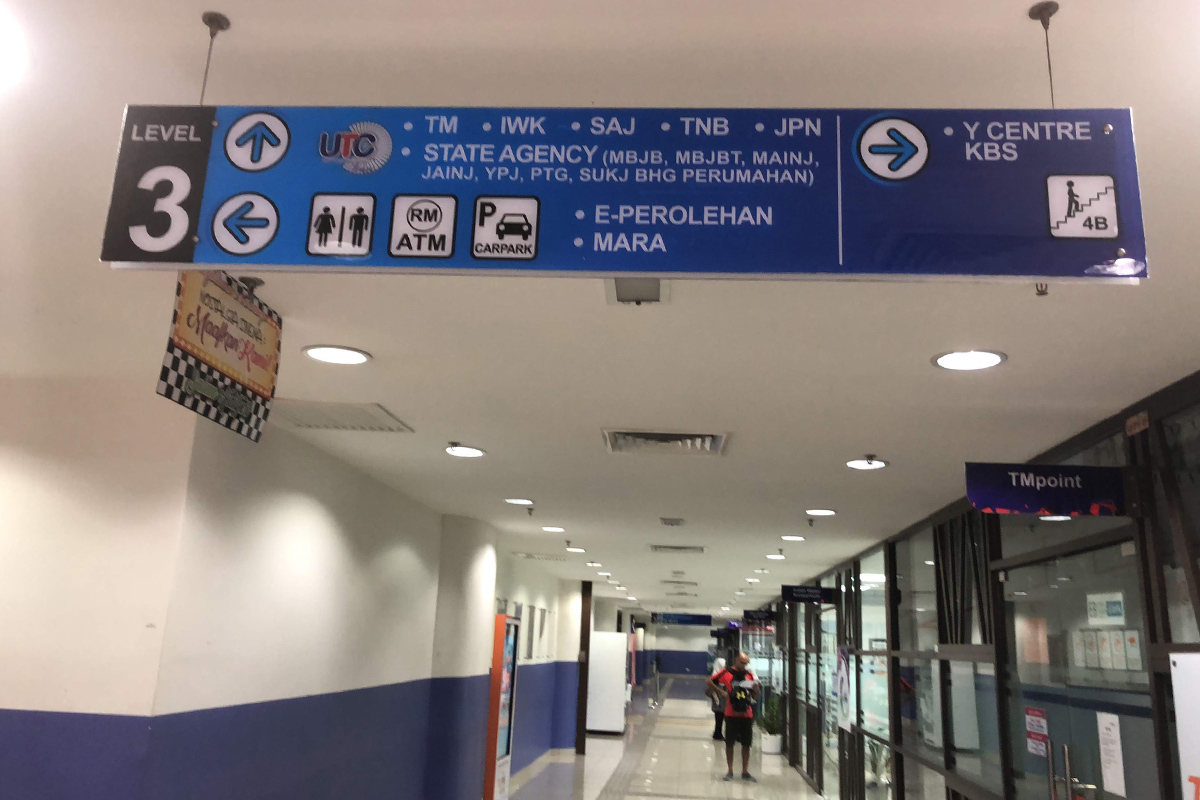 LEVEL
3
UTC
• TM • IWK • SAJ • TNB • JPN
• STATE AGENCY (MBJB, MBJBT, MAINJ,
JAINJ, YPJ, PTG, SUKJ BHG PERUMAHAN)
RM
ATM
P
CARPARK
• E-PEROLEHAN
• MARA
• Y CENTRE
KBS
4B
NOSTALGIA
TMpoint